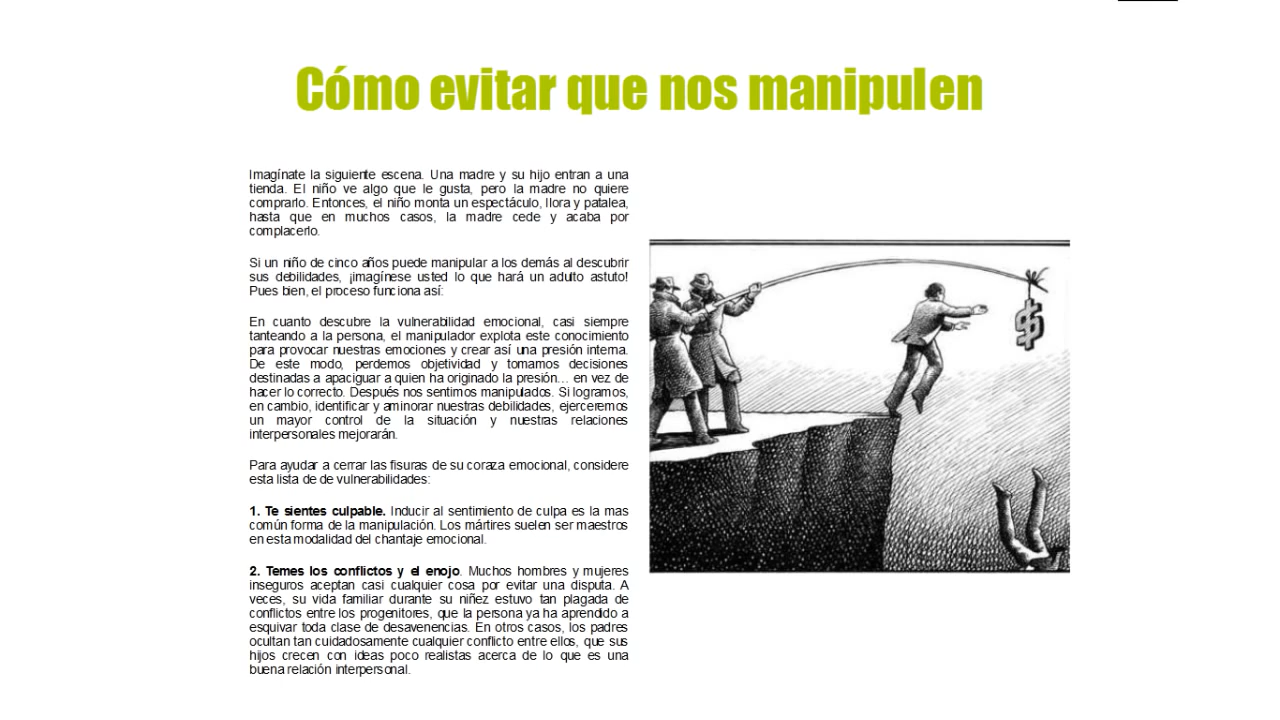 Cómo evitar que nos manipulen
Imagínate la siguiente escena. Una madre y su hijo entran a una
tienda. El niño ve algo que le gusta, pero la madre no quiere
comprarlo. Entonces, el niño monta un espectáculo, llora y patalea,
hasta que en muchos casos, la madre cede y acaba por
complacerlo.
Si un niño de cinco años puede manipular a los demás al descubrir
sus debilidades, ¡imagínese usted lo que hará un adulto astuto!
Pues bien, el proceso funciona así:
En cuanto descubre la vulnerabilidad emocional, casi siempre
tanteando a la persona, el manipulador explota este conocimiento
para provocar nuestras emociones y crear así una presión interna.
De este modo, perdemos objetividad y tomamos decisiones
destinadas a apaciguar a quien ha originado la presión... en vez de
hacer lo correcto. Después nos sentimos manipulados. Si logramos,
en cambio, identificar y aminorar nuestras debilidades, ejerceremos
un mayor control de la situación y nuestras relaciones
interpersonales mejorarán.
Para ayudar a cerrar las fisuras de su coraza emocional, considere
esta lista de de vulnerabilidades:
1. Te sientes culpable. Inducir al sentimiento de culpa es la mas
común forma de la manipulación. Los mártires suelen ser maestros
en esta modalidad del chantaje emocional.
2. Temes los conflictos y el enojo. Muchos hombres y mujeres
inseguros aceptan casi cualquier cosa por evitar una disputa. A
veces, su vida familiar durante su niñez estuvo tan plagada de
conflictos entre los progenitores, que la persona ya ha aprendido a
esquivar toda clase de desavenencias. En otros casos, los padres
ocultan tan cuidadosamente cualquier conflicto entre ellos, que sus
hijos crecen con ideas poco realistas acerca de lo que es una
buena relación interpersonal.
$